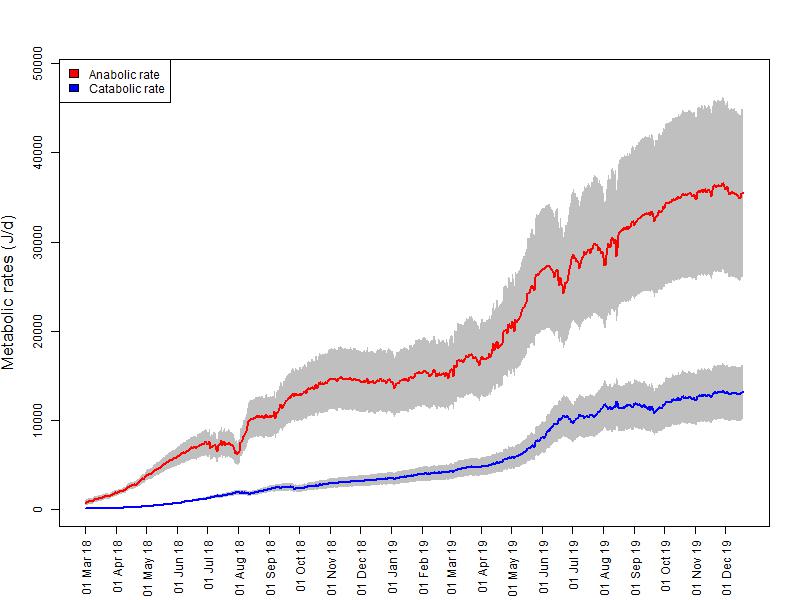 Anabolic rate
Catabolic rate
Metabolic rates (J/d)
50000
40000
30000
20000
10000
0
01 Mar 18
01 Apr 18
01 May 18
01 Jun 18
01 Jul 18
01 Aug 18
01 Sep 18
01 Oct 18
01 Nov 18
01 Dec 18
01 Jan 19
01 Feb 19
01 Mar 19
01 Apr 19
01 May 19
01 Jun 19
01 Jul 19
01 Aug 19
01 Sep 19
01 Oct 19
01 Nov 19
01 Dec 19